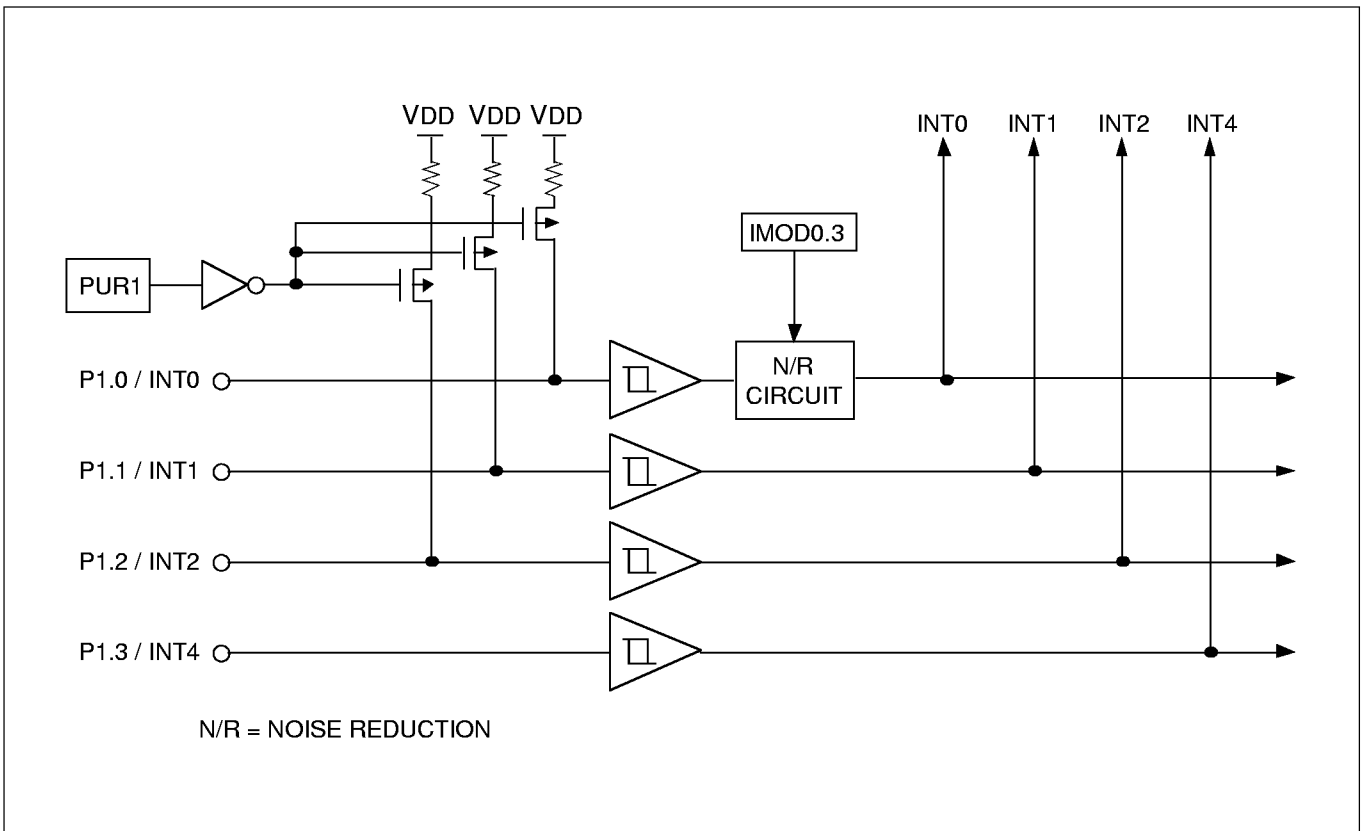 VDD VDD VDD
INT0 INT1 INT2 INT4
IMOD0.3
PUR1
P1.0 / INT0
N/R
CIRCUIT
P1.1 / INT1
P1.2 / INT2
P1.3 / INT4
N/R = NOISE REDUCTION